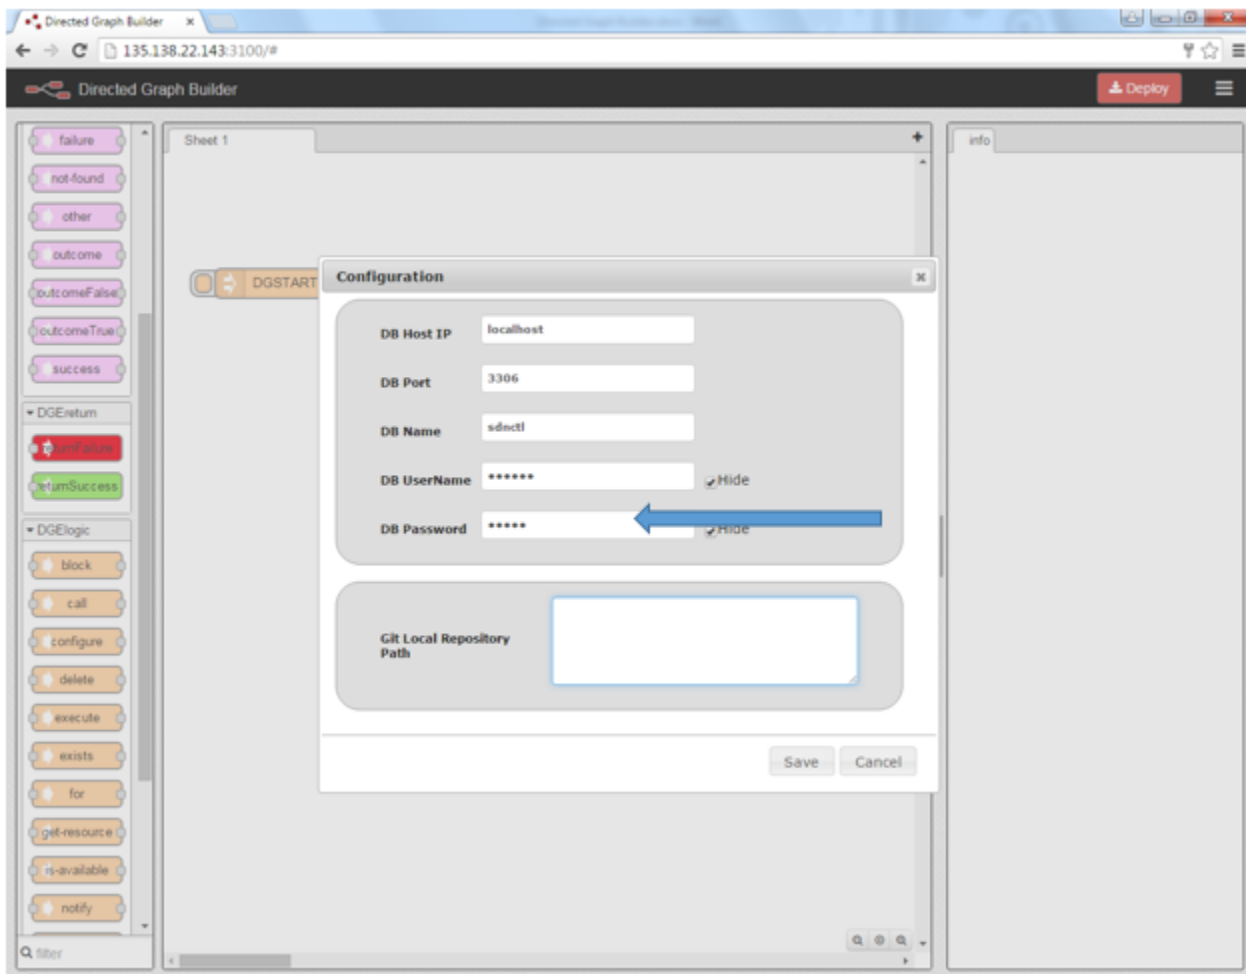 Directed Graph Builder
135.138.22.143:3100/#
Directed Graph Builder
Deploy
failure
not-found
other
outcome
outcomeFalse
outcomeTrue
success
DGEreturn
returnFailure
returnSuccess
DGElogic
block
call
configure
delete
execute
exists
for
get-resource
is-available
notify
filter
Sheet 1
+
DGSTART
Configuration
DB Host IP localhost
DB Port 3306
DB Name sdnctl
DB UserName ****** Hide
DB Password ***** Hide
Git Local Repository
Path
Save Cancel
info